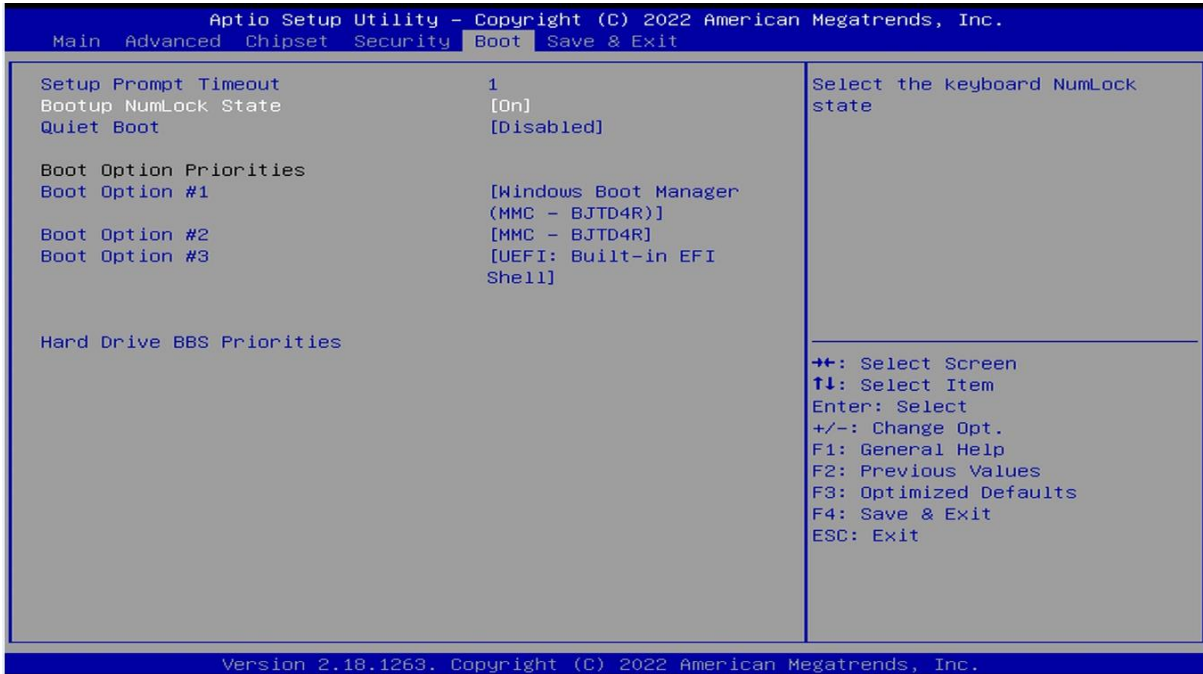 Aptio Setup Utility – Copyright (C) 2022 American Megatrends, Inc.
Main Advanced Chipset Security Boot Save & Exit
Setup Prompt Timeout 1
Bootup NumLock State [On]
Quiet Boot [Disabled]
Boot Option Priorities
Boot Option #1 [Windows Boot Manager
(MMC – BJTD4R)]
Boot Option #2 [MMC – BJTD4R]
Boot Option #3 [UEFI: Built-in EFI
Shell]
Hard Drive BBS Priorities
Select the keyboard NumLock
state
→←: Select Screen
↑↓: Select Item
Enter: Select
+/-: Change Opt.
F1: General Help
F2: Previous Values
F3: Optimized Defaults
F4: Save & Exit
ESC: Exit
Version 2.18.1263. Copyright (C) 2022 American Megatrends, Inc.